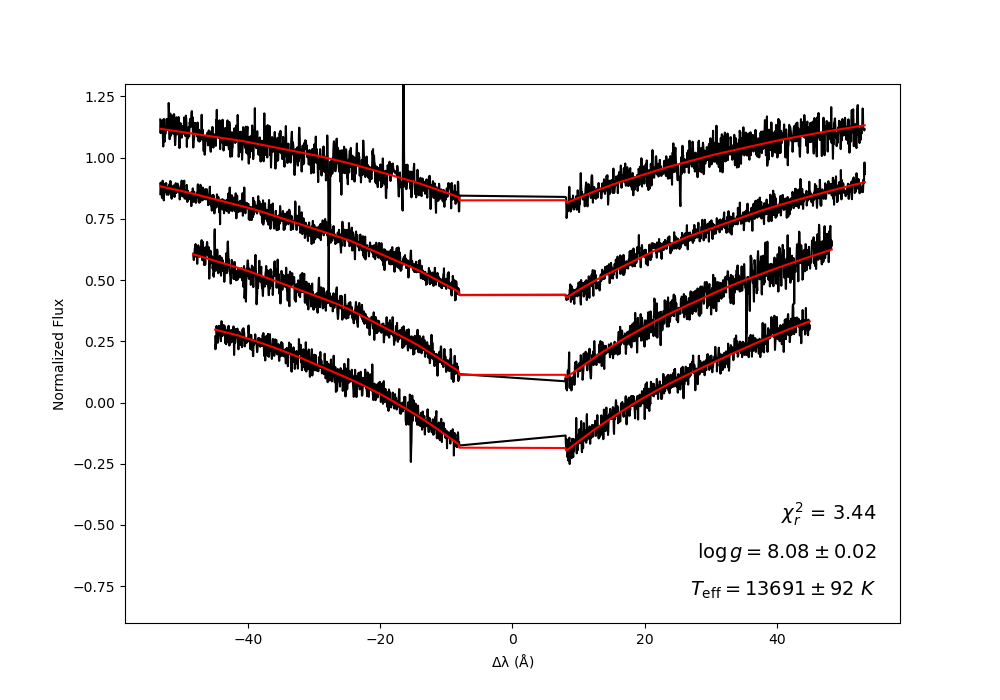 1.25
1.00
0.75
0.50
0.25
0.00
−0.25
−0.50
−0.75
Normalized Flux
χ²ᵣ = 3.44
log g = 8.08 ± 0.02
T_eff = 13691 ± 92 K
−40 −20 0 20 40
Δλ (Å)